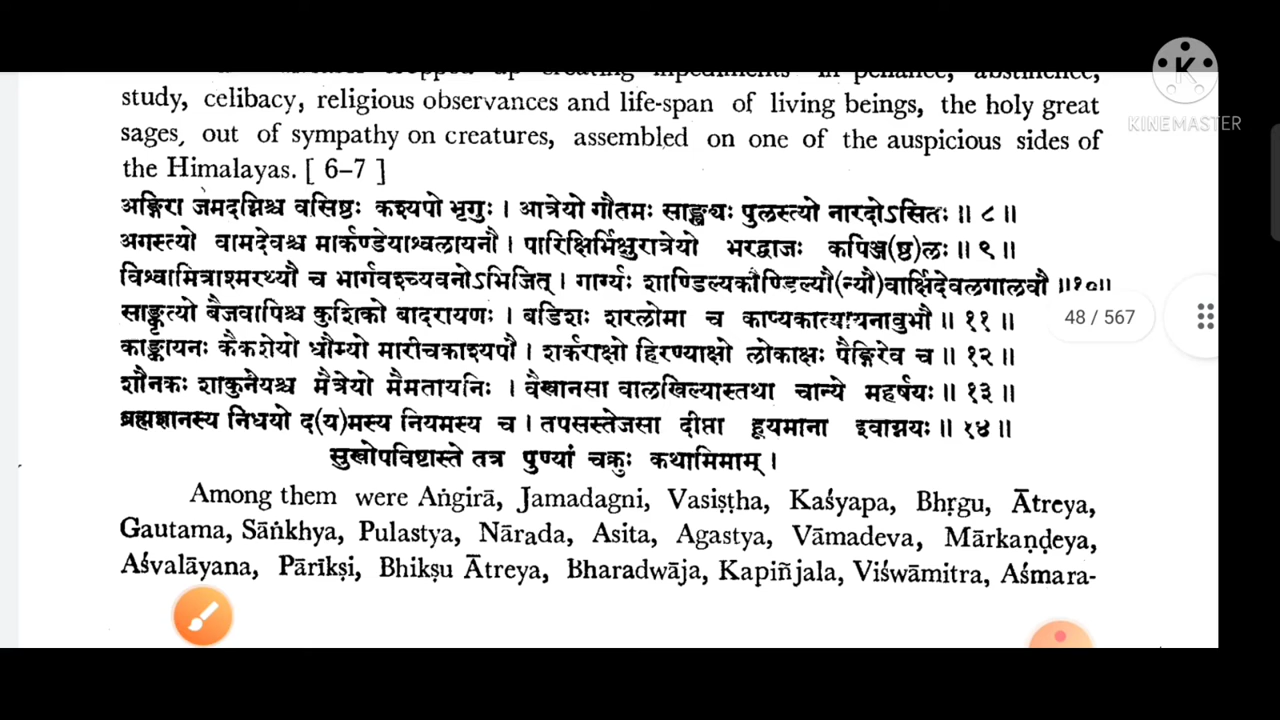 study, celibacy, religious observances and life-span of living beings, the holy great
sages, out of sympathy on creatures, assembled on one of the auspicious sides of
the Himalayas. [ 6-7 ]
अङ्गिरा जमदग्निश्च वसिष्ठः कश्यपो भृगुः । आत्रेयो गौतमः साङ्ख्यः पुलस्त्यो नारदोऽसितः ॥ ८ ॥
अगस्त्यो वामदेवश्च मार्कण्डेयाश्वलायनौ । पारिक्षिर्भिक्षुरात्रेयो भरद्वाजः कपिञ्ज(ष्ठ)लः ॥ ९ ॥
विश्वामित्राश्मरथ्यौ च भार्गवश्च्यवनोऽभिजित् । गार्ग्यः शाण्डिल्यकौण्डिल्यौ(न्यौ)वार्क्षिदेवलगालवौ ॥१०॥
साङ्कृत्यो बैजवापिश्च कुशिको बादरायणः । बडिशः शरलोमा च काप्यकात्यायनावुभौ ॥ ११ ॥
काङ्कायनः कैकशेयो धौम्यो मारीचकाश्यपौ । शर्कराक्षो हिरण्याक्षो लोकाक्षः पैङ्गिरेव च ॥ १२ ॥
शौनकः शाकुनेयश्च मैत्रेयो मैमतायनिः । वैखानसा वालखिल्यास्तथा चान्ये महर्षयः ॥ १३ ॥
ब्रह्मज्ञानस्य निधयो द(य)मस्य नियमस्य च । तपसस्तेजसा दीप्ता हूयमाना इवाग्नयः ॥ १४ ॥
सुखोपविष्टास्ते तत्र पुण्यां चक्रुः कथामिमाम् ।
Among them were Aṅgirā, Jamadagni, Vasiṣṭha, Kaśyapa, Bhṛgu, Ātreya,
Gautama, Sāṅkhya, Pulastya, Nārada, Asita, Agastya, Vāmadeva, Mārkaṇḍeya,
Aśvalāyana, Pārīkṣi, Bhikṣu Ātreya, Bharadwāja, Kapiñjala, Viśwāmitra, Aśmara-
48 / 567
KINEMASTER